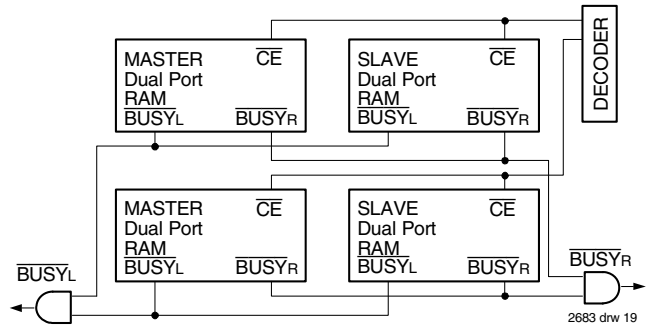 MASTER
Dual Port
RAM
CE
BUSYL
BUSYR
SLAVE
Dual Port
RAM
CE
BUSYL
BUSYR
DECODER
MASTER
Dual Port
RAM
CE
BUSYL
BUSYR
SLAVE
Dual Port
RAM
CE
BUSYL
BUSYR
BUSYL
BUSYR
2683 drw 19